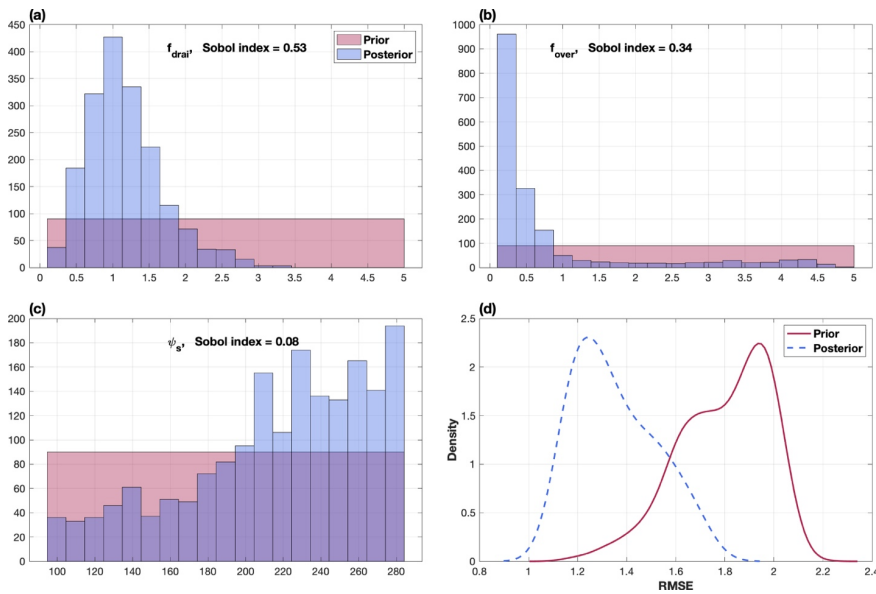 (a)
f_drai, Sobol index = 0.53
Prior
Posterior
450
400
350
300
250
200
150
100
50
0
0 0.5 1 1.5 2 2.5 3 3.5 4 4.5 5
(b)
f_over, Sobol index = 0.34
1000
900
800
700
600
500
400
300
200
100
0
0 0.5 1 1.5 2 2.5 3 3.5 4 4.5 5
(c)
ψ_s, Sobol index = 0.08
200
180
160
140
120
100
80
60
40
20
0
100 120 140 160 180 200 220 240 260 280
(d)
Prior
Posterior
Density
2.5
2
1.5
1
0.5
0
0.8 1 1.2 1.4 1.6 1.8 2 2.2 2.4
RMSE